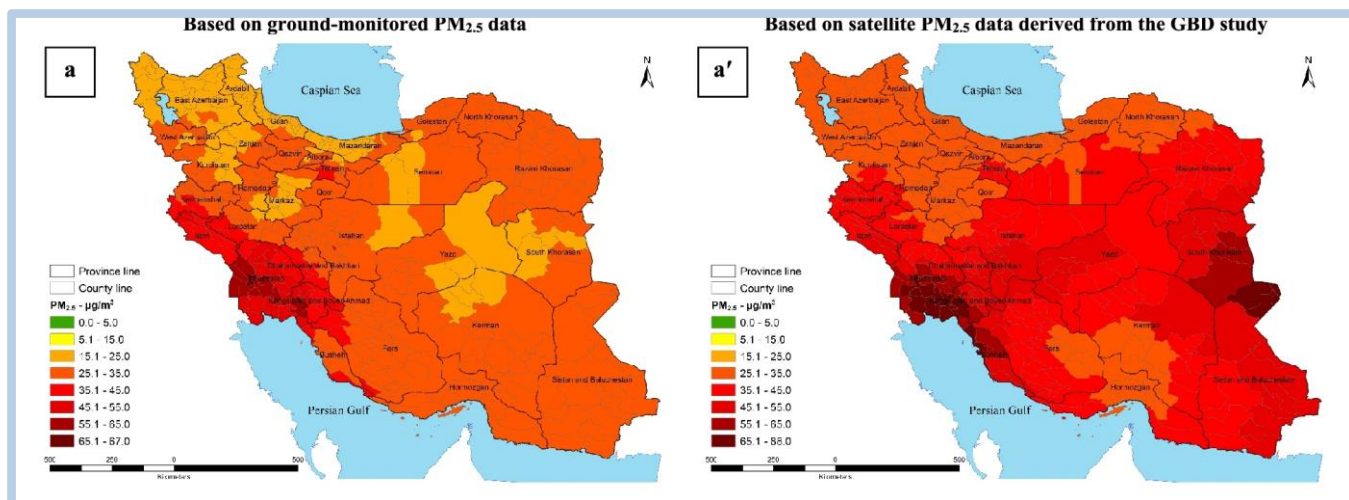 Based on ground-monitored PM2.5 data
a
N
Caspian Sea
Ardabil
East Azerbaijan
Gilan
Golestan
North Khorasan
West Azerbaijan
Zanjan
Mazandaran
Qazvin
Alborz
Tehran
Semnan
Razavi Khorasan
Kurdistan
Hamedan
Qom
Markaz
Kermanshah
Lorestan
Ilam
Isfahan
South Khorasan
Yazd
Chaharmahal and Bakhtiari
Kohgiluyeh and Boyer-Ahmad
Kerman
Fars
Bushehr
Hormozgan
Sistan and Baluchestan
Persian Gulf
Province line
County line
PM2.5 - µg/m³
0.0 - 5.0
5.1 - 15.0
15.1 - 25.0
25.1 - 35.0
35.1 - 45.0
45.1 - 55.0
55.1 - 65.0
65.1 - 67.0
500 250 0 500
Kilometers
Based on satellite PM2.5 data derived from the GBD study
a′
N
Caspian Sea
Ardabil
East Azerbaijan
Gilan
Golestan
North Khorasan
West Azerbaijan
Zanjan
Mazandaran
Qazvin
Alborz
Semnan
Razavi Khorasan
Kurdistan
Hamedan
Qom
Markaz
Kermanshah
Lorestan
Ilam
Isfahan
South Khorasan
Yazd
Chaharmahal and Bakhtiari
Kerman
Fars
Bushehr
Hormozgan
Sistan and Baluchestan
Persian Gulf
Province line
County line
PM2.5 - µg/m³
0.0 - 5.0
5.1 - 15.0
15.1 - 25.0
25.1 - 35.0
35.1 - 45.0
45.1 - 55.0
55.1 - 65.0
65.1 - 88.0
500 250 0 500
Kilometers